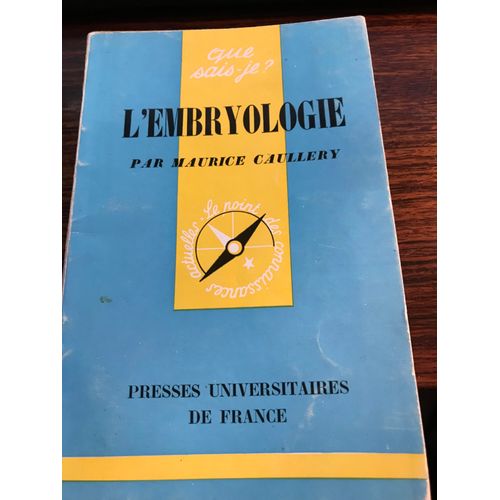 que
sais-je?
L'EMBRYOLOGIE
PAR MAURICE CAULLERY
Le point des connaissances actuelles
PRESSES UNIVERSITAIRES
DE FRANCE